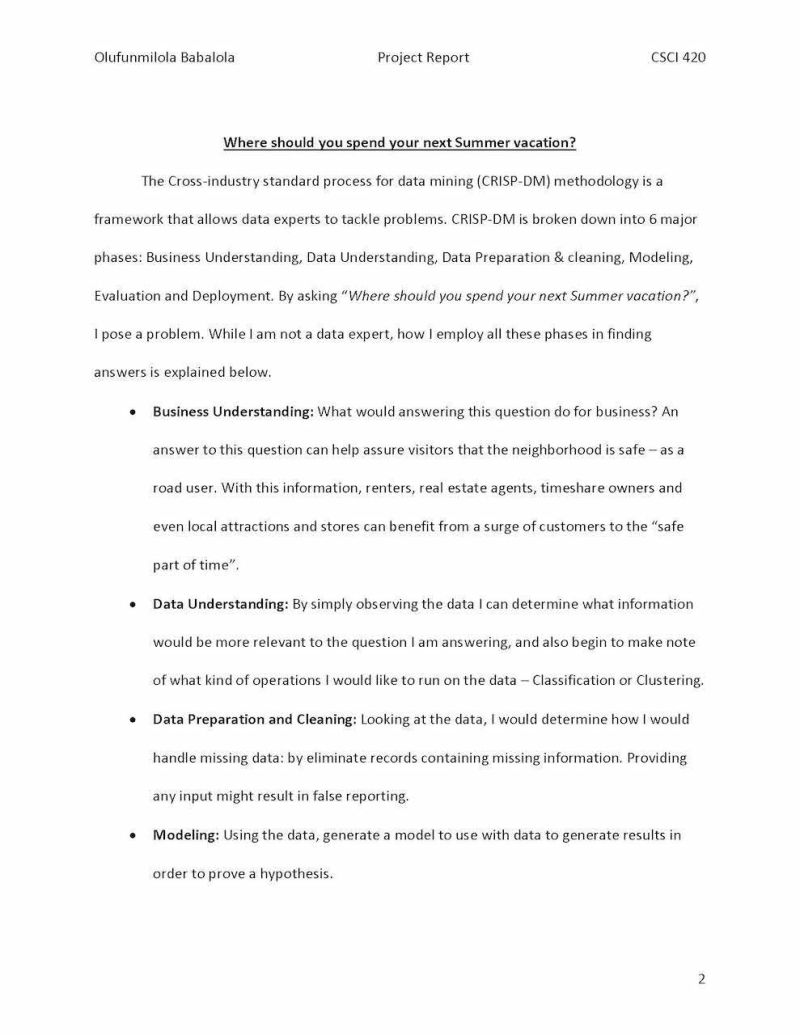 Olufunmilola Babalola Project Report CSCI 420
Where should you spend your next Summer vacation?
The Cross-industry standard process for data mining (CRISP-DM) methodology is a
framework that allows data experts to tackle problems. CRISP-DM is broken down into 6 major
phases: Business Understanding, Data Understanding, Data Preparation & cleaning, Modeling,
Evaluation and Deployment. By asking “Where should you spend your next Summer vacation?”,
I pose a problem. While I am not a data expert, how I employ all these phases in finding
answers is explained below.
• Business Understanding: What would answering this question do for business? An
answer to this question can help assure visitors that the neighborhood is safe – as a
road user. With this information, renters, real estate agents, timeshare owners and
even local attractions and stores can benefit from a surge of customers to the “safe
part of time”.
• Data Understanding: By simply observing the data I can determine what information
would be more relevant to the question I am answering, and also begin to make note
of what kind of operations I would like to run on the data – Classification or Clustering.
• Data Preparation and Cleaning: Looking at the data, I would determine how I would
handle missing data: by eliminate records containing missing information. Providing
any input might result in false reporting.
• Modeling: Using the data, generate a model to use with data to generate results in
order to prove a hypothesis.
2